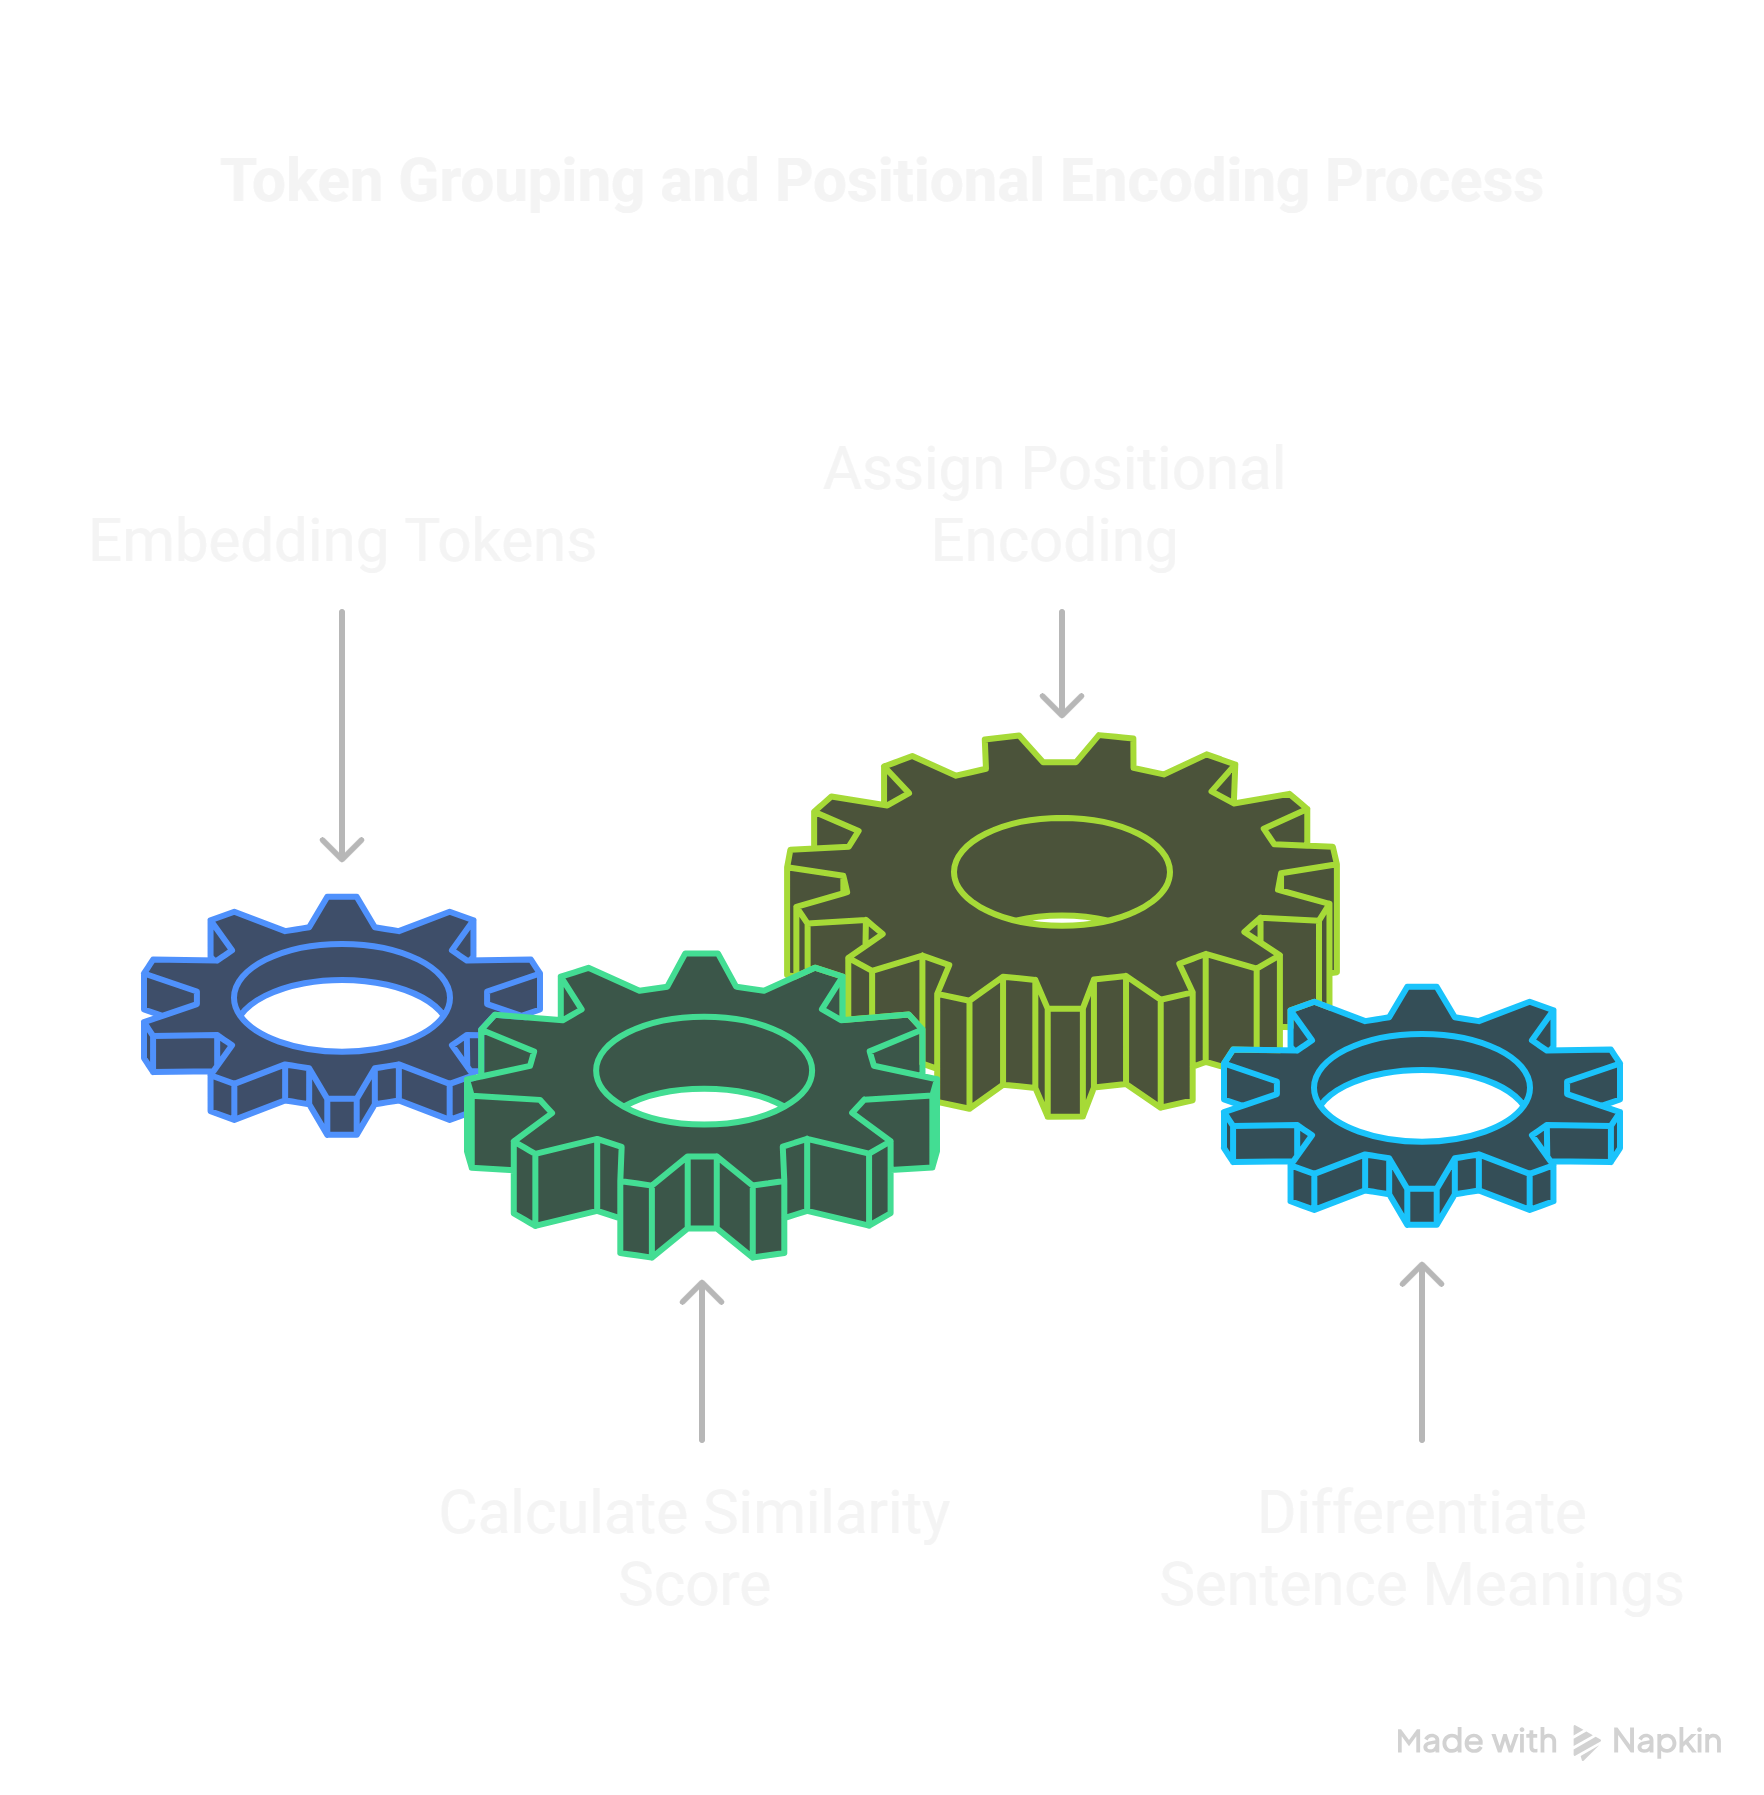 Token Grouping and Positional Encoding Process
Embedding Tokens
Assign Positional
Encoding
Calculate Similarity
Score
Differentiate
Sentence Meanings
Made with Napkin